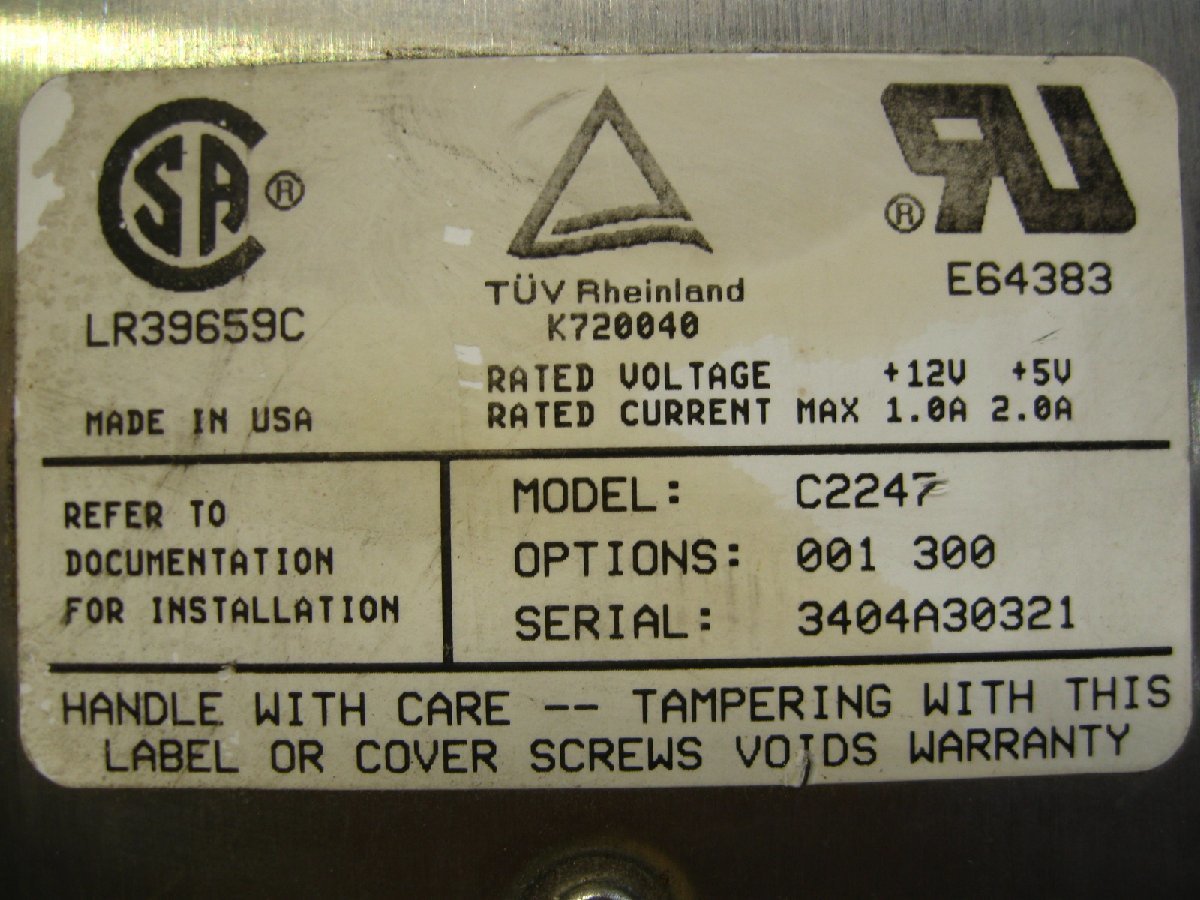 CSA ®
LR39659C
MADE IN USA
TÜV Rheinland
K720040
RU ®
E64383
RATED VOLTAGE +12V +5V
RATED CURRENT MAX 1.0A 2.0A
REFER TO
DOCUMENTATION
FOR INSTALLATION
MODEL: C2247
OPTIONS: 001 300
SERIAL: 3404A30321
HANDLE WITH CARE -- TAMPERING WITH THIS
LABEL OR COVER SCREWS VOIDS WARRANTY